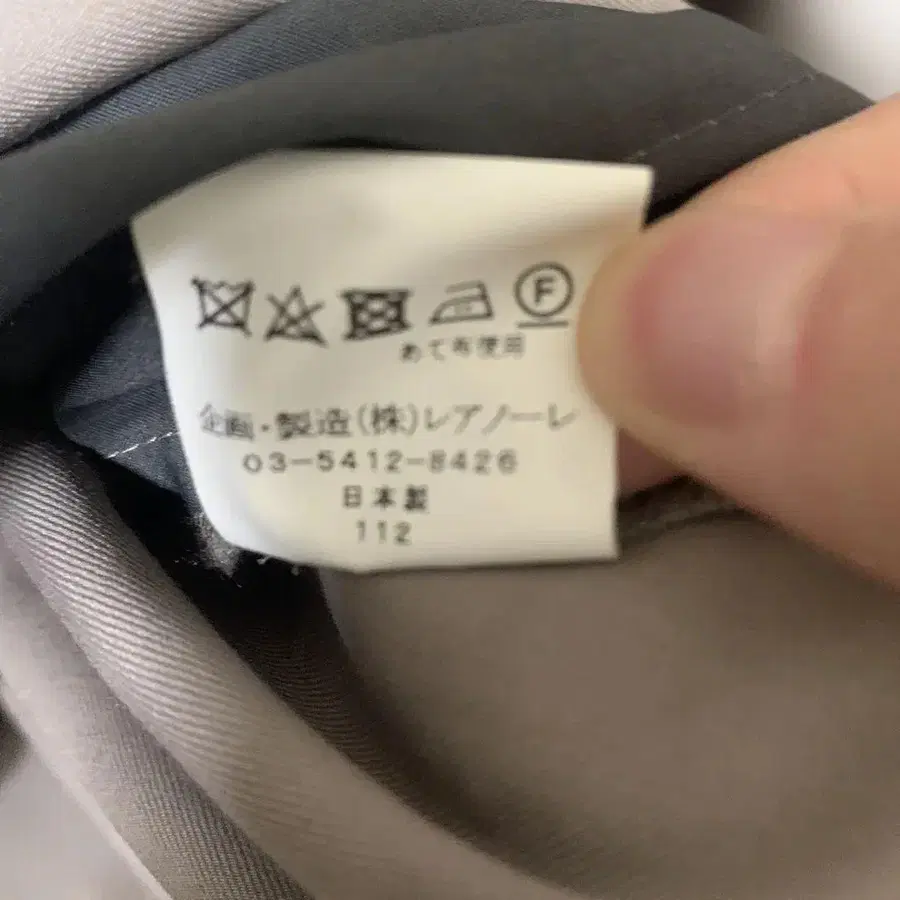 F
あて布使用
企画・製造(株)レアノーレ
03-5412-8426
日本製
112